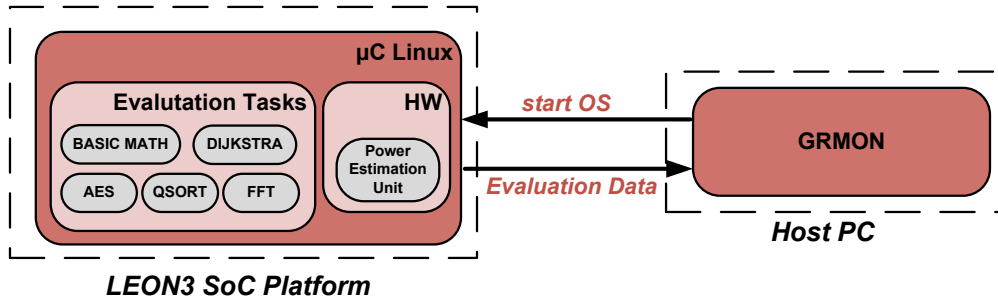 µC Linux
Evalutation Tasks
HW
BASIC MATH
DIJKSTRA
AES
QSORT
FFT
Power
Estimation
Unit
start OS
Evaluation Data
GRMON
Host PC
LEON3 SoC Platform